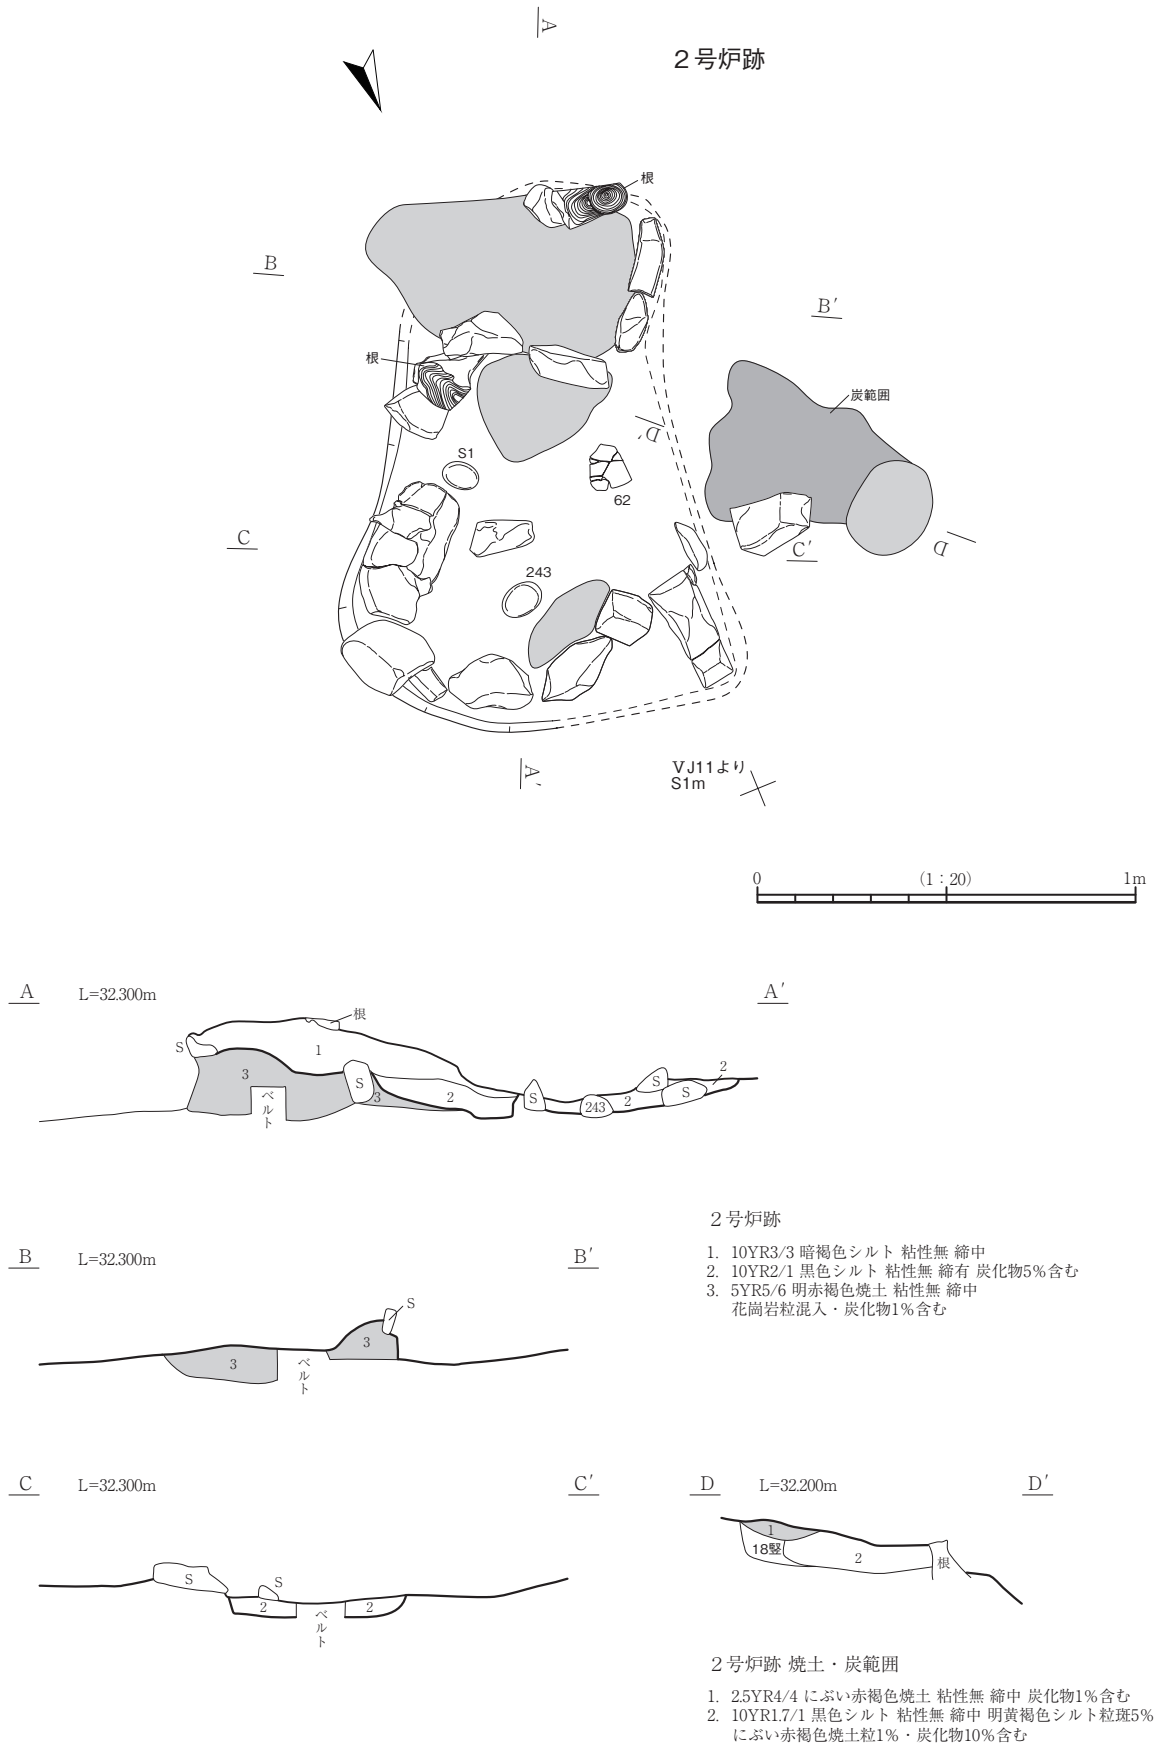 A
２号炉跡
根
B
B′
根
炭範囲
S1
D′
62
C
D
C′
243
A′
ⅤJ11より
S1m
0 (1：20) 1m
A L=32.300m A′
根
S
1
3
S
2
3
2
S
S
S
243
2
ベルト
２号炉跡
B L=32.300m B′
1. 10YR3/3 暗褐色シルト 粘性無 締中
2. 10YR2/1 黒色シルト 粘性無 締有 炭化物5％含む
3. 5YR5/6 明赤褐色焼土 粘性無 締中
花崗岩粒混入・炭化物1％含む
S
3
3
ベルト
C L=32.300m C′
D L=32.200m D′
1
18竪
2
根
S
S
2
2
ベルト
２号炉跡 焼土・炭範囲
1. 2.5YR4/4 にぶい赤褐色焼土 粘性無 締中 炭化物1％含む
2. 10YR1.7/1 黒色シルト 粘性無 締中 明黄褐色シルト粒斑5％
にぶい赤褐色焼土粒1％・炭化物10％含む